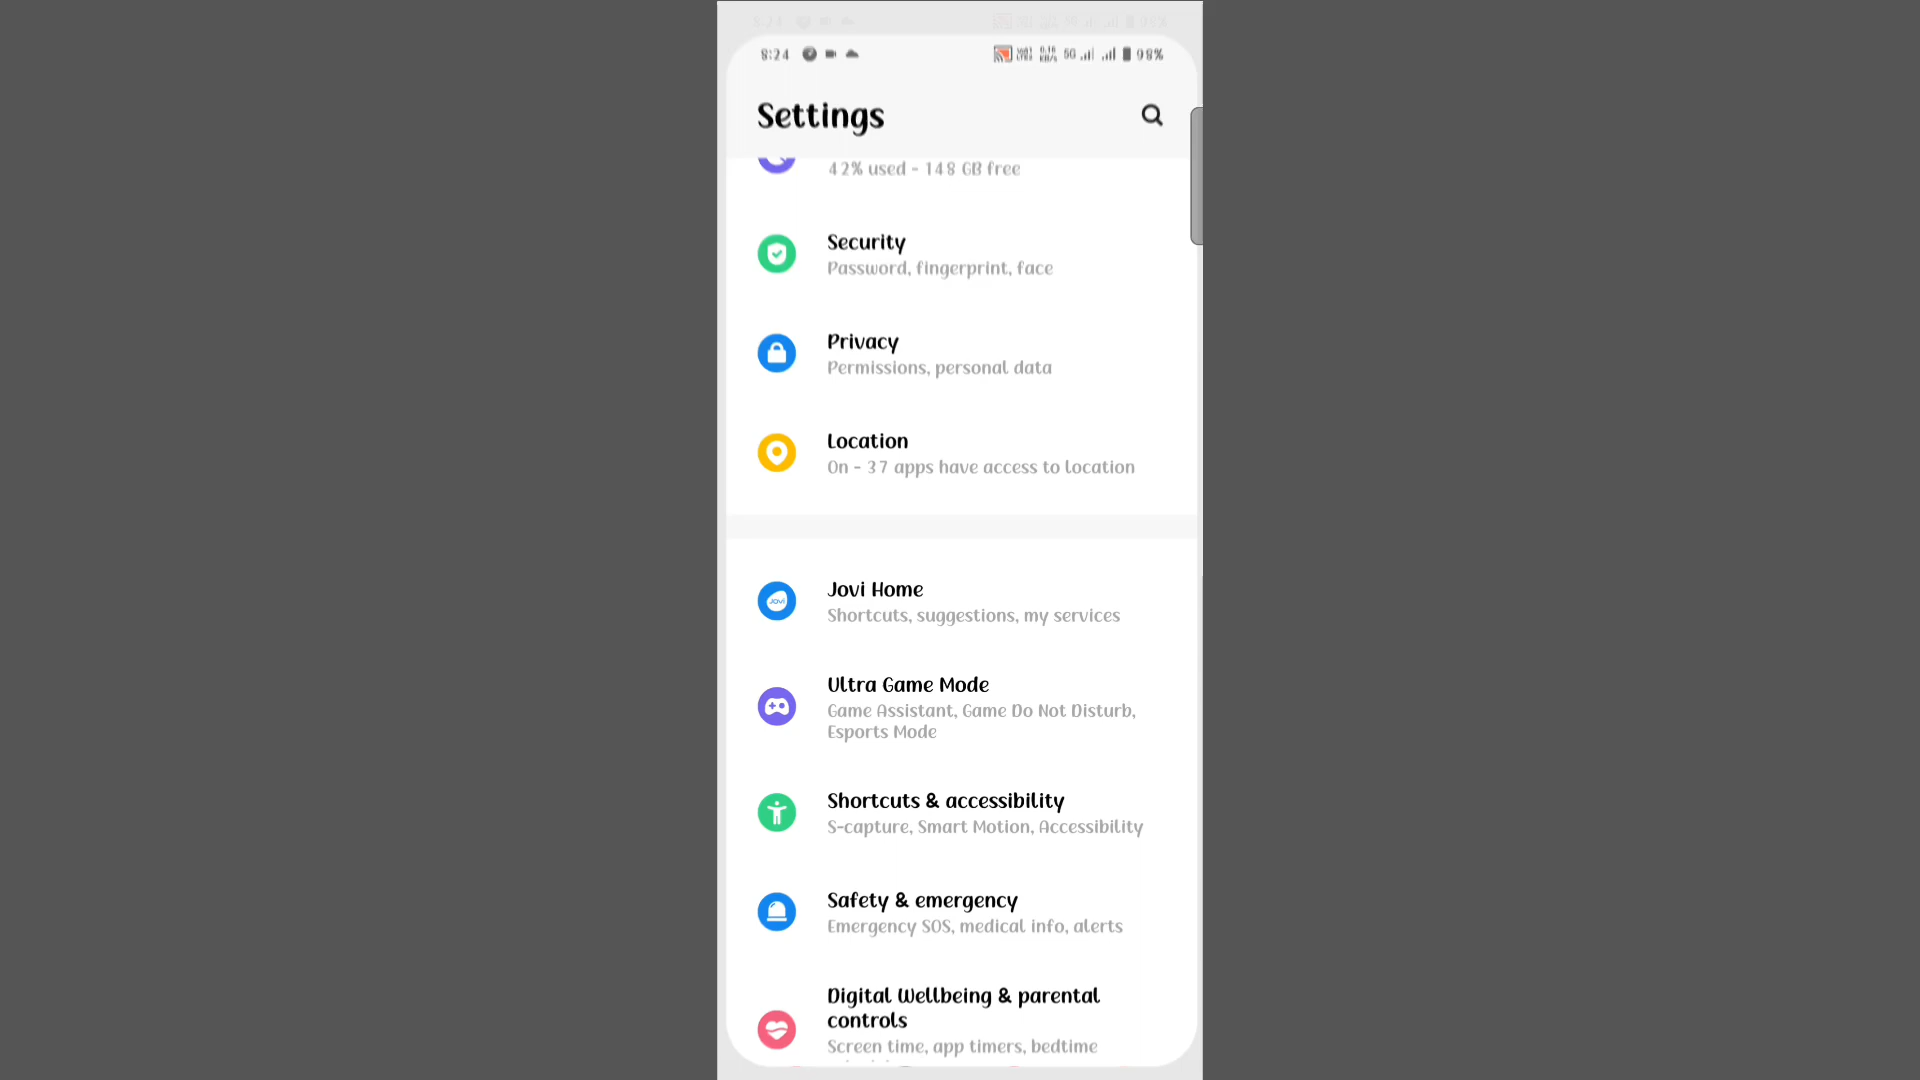 8:24 5G 98%
Settings
42% used - 148 GB free
Security
Password, fingerprint, face
Privacy
Permissions, personal data
Location
On - 37 apps have access to location
Jovi Home
Shortcuts, suggestions, my services
Ultra Game Mode
Game Assistant, Game Do Not Disturb,
Esports Mode
Shortcuts & accessibility
S-capture, Smart Motion, Accessibility
Safety & emergency
Emergency SOS, medical info, alerts
Digital Wellbeing & parental
controls
Screen time, app timers, bedtime